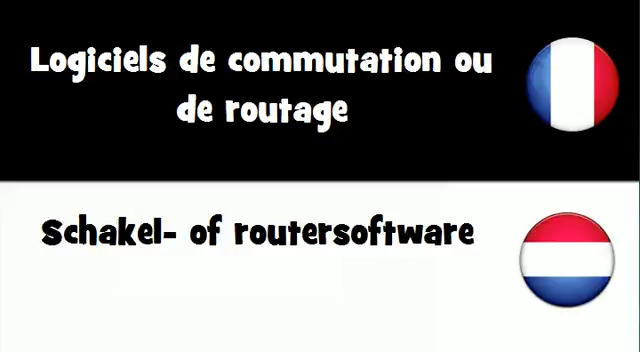 Logiciels de commutation ou
de routage
Schakel- of routersoftware